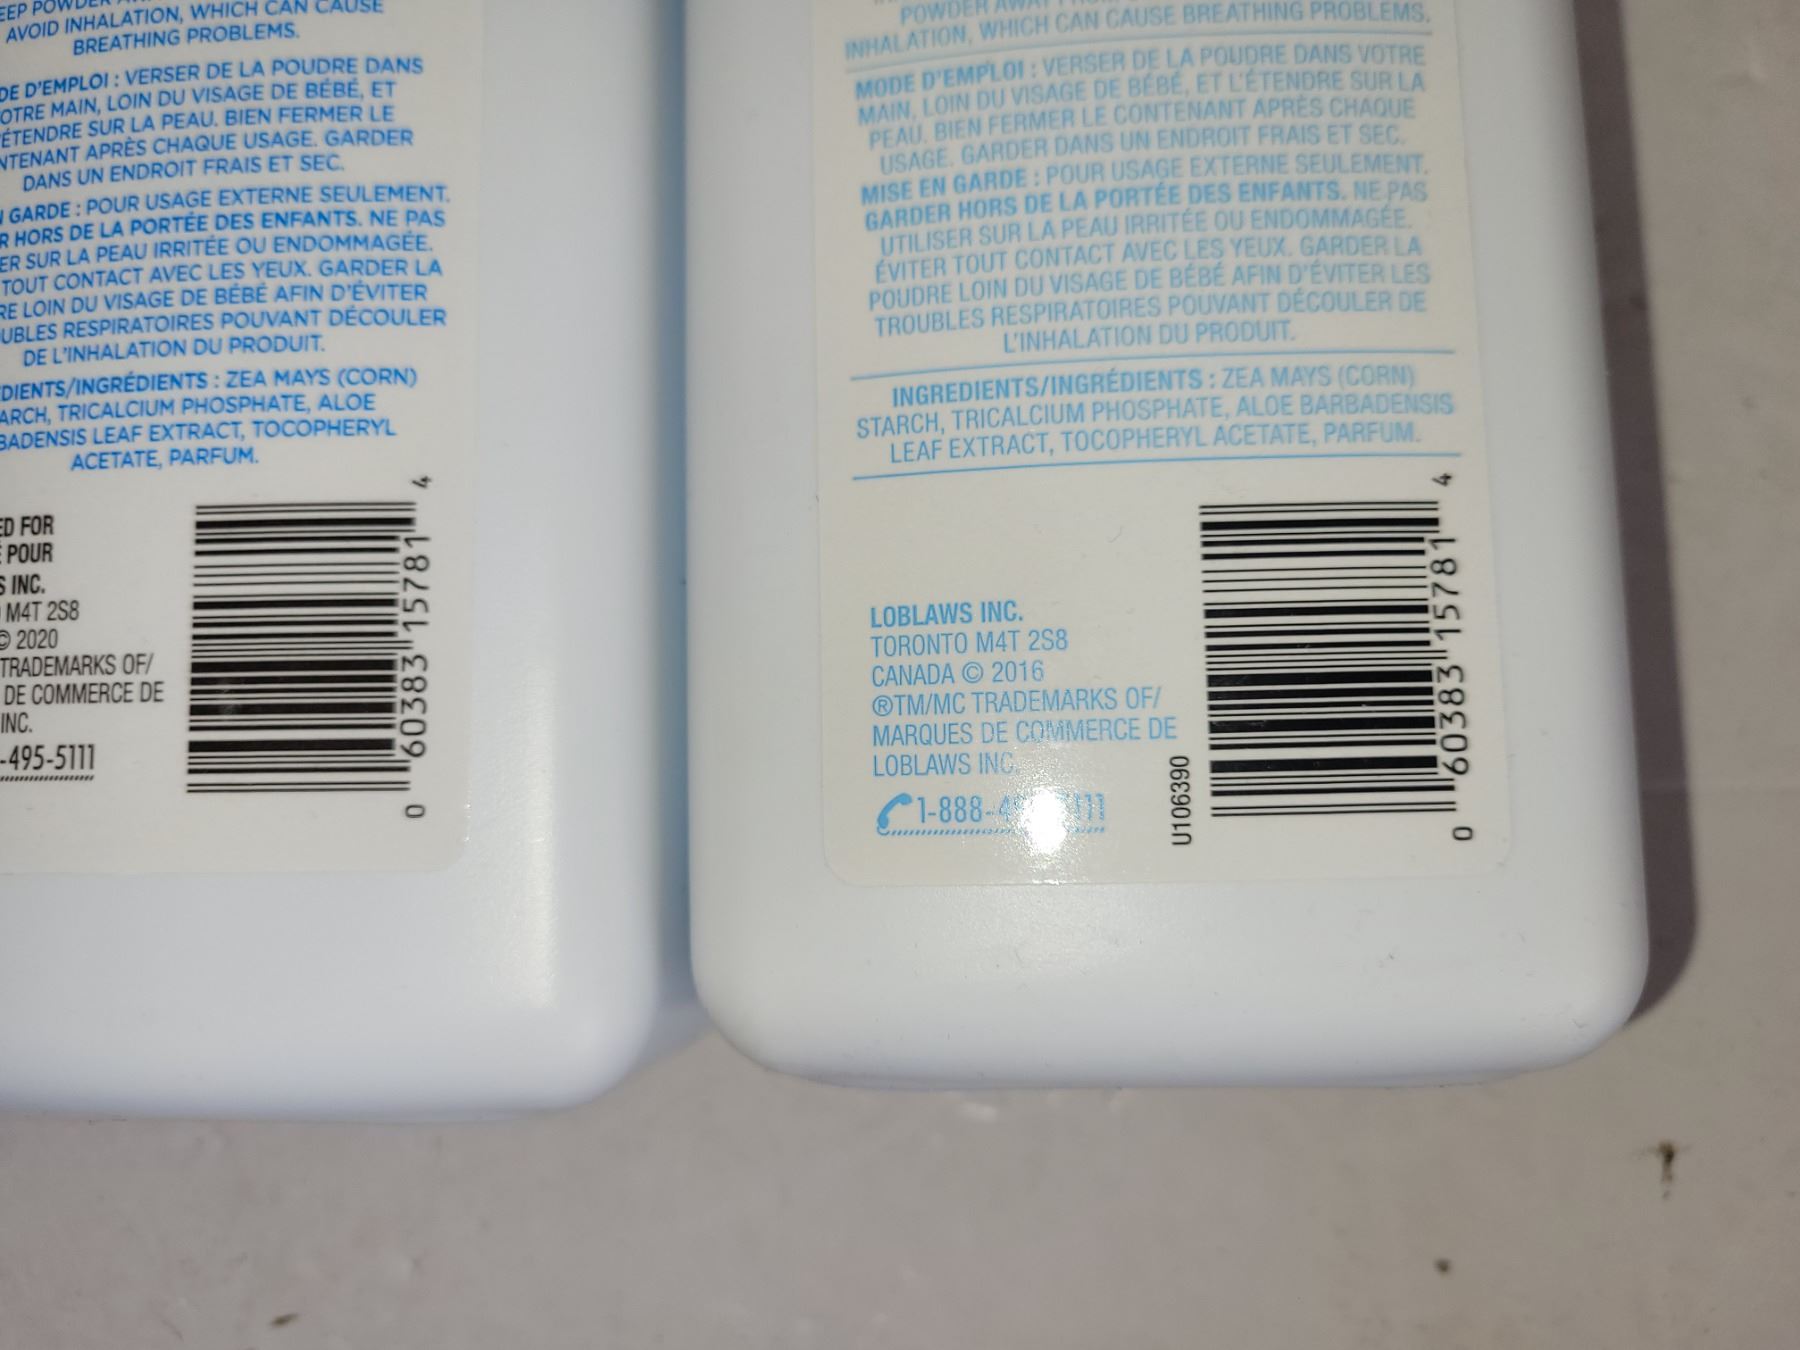 EEP POWDER
AVOID INHALATION, WHICH CAN CAUSE
BREATHING PROBLEMS.
DE D'EMPLOI : VERSER DE LA POUDRE DANS
OTRE MAIN, LOIN DU VISAGE DE BÉBÉ, ET
'ÉTENDRE SUR LA PEAU. BIEN FERMER LE
NTENANT APRÈS CHAQUE USAGE. GARDER
DANS UN ENDROIT FRAIS ET SEC.
N GARDE : POUR USAGE EXTERNE SEULEMENT.
R HORS DE LA PORTÉE DES ENFANTS. NE PAS
ER SUR LA PEAU IRRITÉE OU ENDOMMAGÉE.
TOUT CONTACT AVEC LES YEUX. GARDER LA
RE LOIN DU VISAGE DE BÉBÉ AFIN D'ÉVITER
UBLES RESPIRATOIRES POUVANT DÉCOULER
DE L'INHALATION DU PRODUIT.
DIENTS/INGRÉDIENTS : ZEA MAYS (CORN)
ARCH, TRICALCIUM PHOSPHATE, ALOE
BADENSIS LEAF EXTRACT, TOCOPHERYL
ACETATE, PARFUM.
ED FOR
É POUR
S INC.
M4T 2S8
© 2020
TRADEMARKS OF/
DE COMMERCE DE
INC.
-495-5111
0 60383 15781 4
POWDER AWAY
INHALATION, WHICH CAN CAUSE BREATHING PROBLEMS.
MODE D'EMPLOI : VERSER DE LA POUDRE DANS VOTRE
MAIN, LOIN DU VISAGE DE BÉBÉ, ET L'ÉTENDRE SUR LA
PEAU. BIEN FERMER LE CONTENANT APRÈS CHAQUE
USAGE. GARDER DANS UN ENDROIT FRAIS ET SEC.
MISE EN GARDE : POUR USAGE EXTERNE SEULEMENT.
GARDER HORS DE LA PORTÉE DES ENFANTS. NE PAS
UTILISER SUR LA PEAU IRRITÉE OU ENDOMMAGÉE.
ÉVITER TOUT CONTACT AVEC LES YEUX. GARDER LA
POUDRE LOIN DU VISAGE DE BÉBÉ AFIN D'ÉVITER LES
TROUBLES RESPIRATOIRES POUVANT DÉCOULER DE
L'INHALATION DU PRODUIT.
INGREDIENTS/INGRÉDIENTS : ZEA MAYS (CORN)
STARCH, TRICALCIUM PHOSPHATE, ALOE BARBADENSIS
LEAF EXTRACT, TOCOPHERYL ACETATE, PARFUM.
LOBLAWS INC.
TORONTO M4T 2S8
CANADA © 2016
®TM/MC TRADEMARKS OF/
MARQUES DE COMMERCE DE
LOBLAWS INC.
1-888-
U106390
0 60383 15781 4